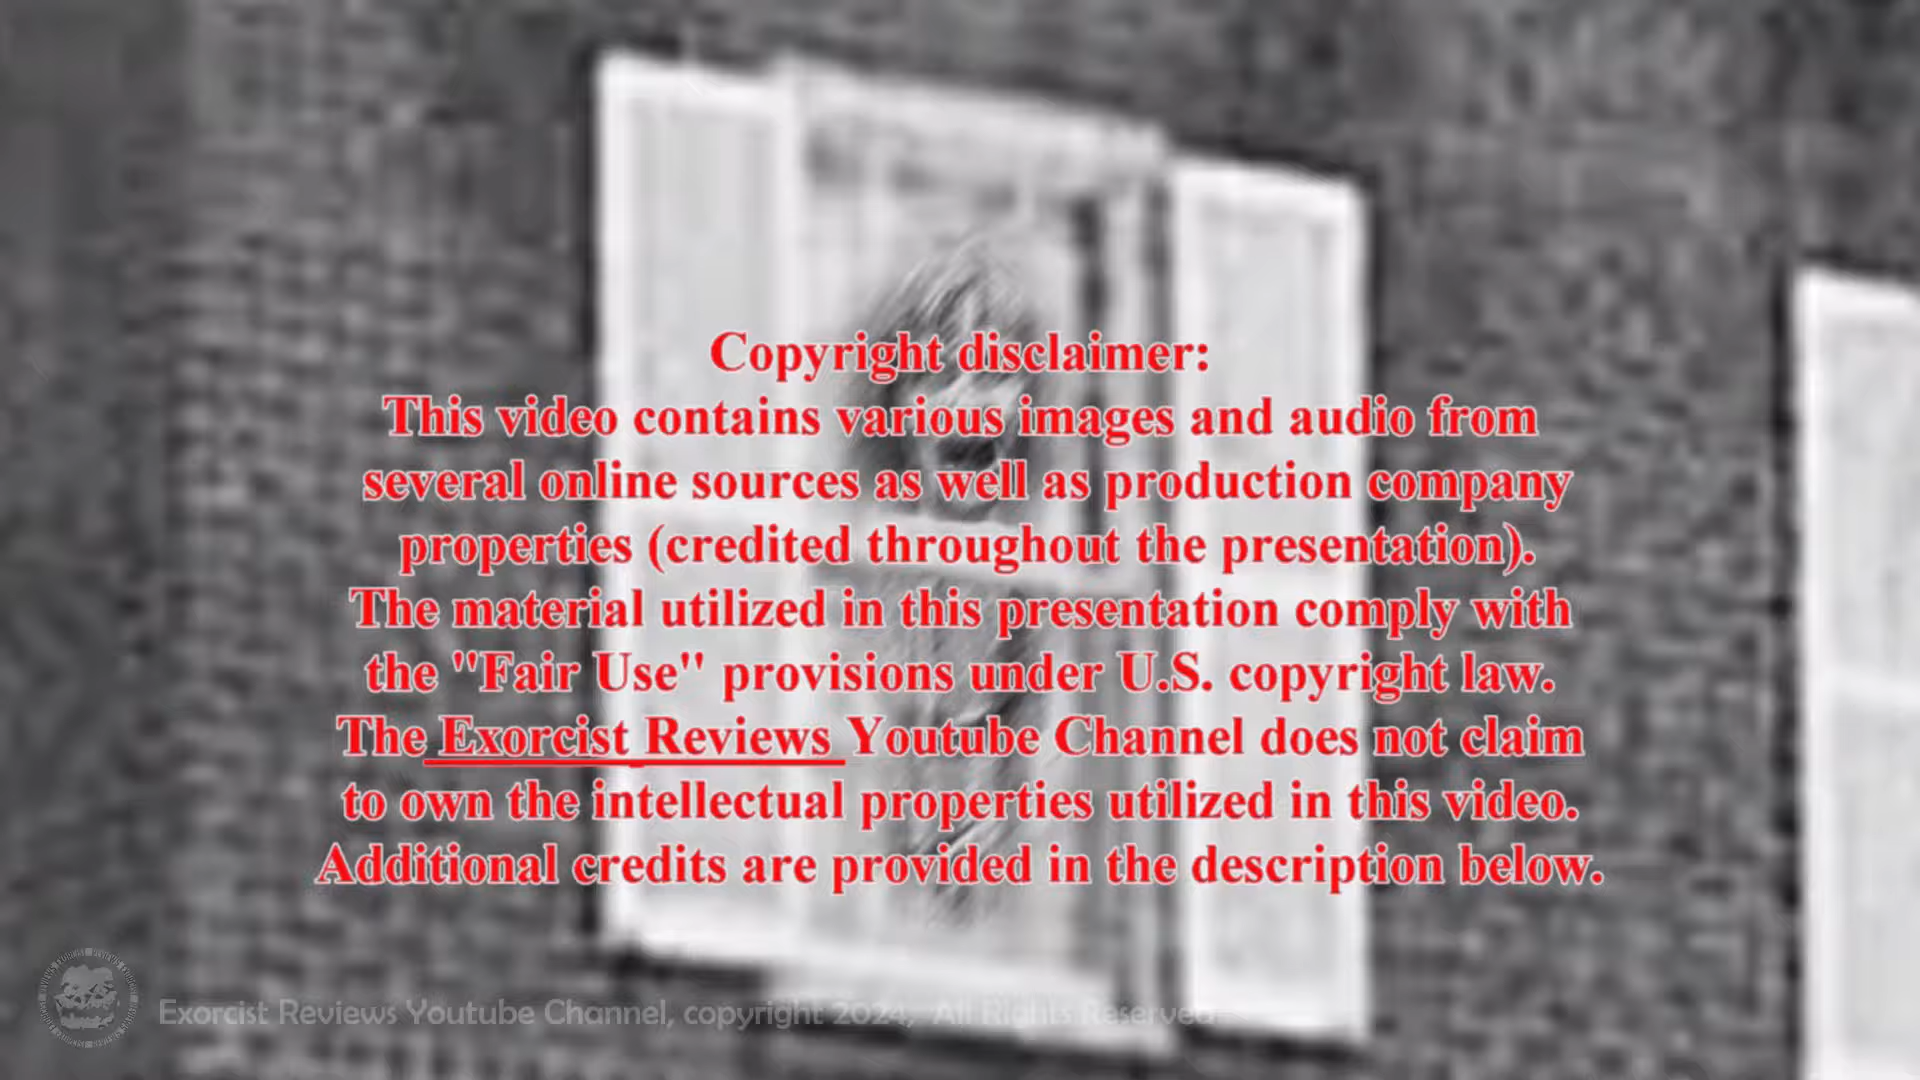 Copyright disclaimer:
This video contains various images and audio from
several online sources as well as production company
properties (credited throughout the presentation).
The material utilized in this presentation comply with
the "Fair Use" provisions under U.S. copyright law.
The Exorcist Reviews Youtube Channel does not claim
to own the intellectual properties utilized in this video.
Additional credits are provided in the description below.
Exorcist Reviews Youtube Channel, copyright 2024, All Rights Reserved